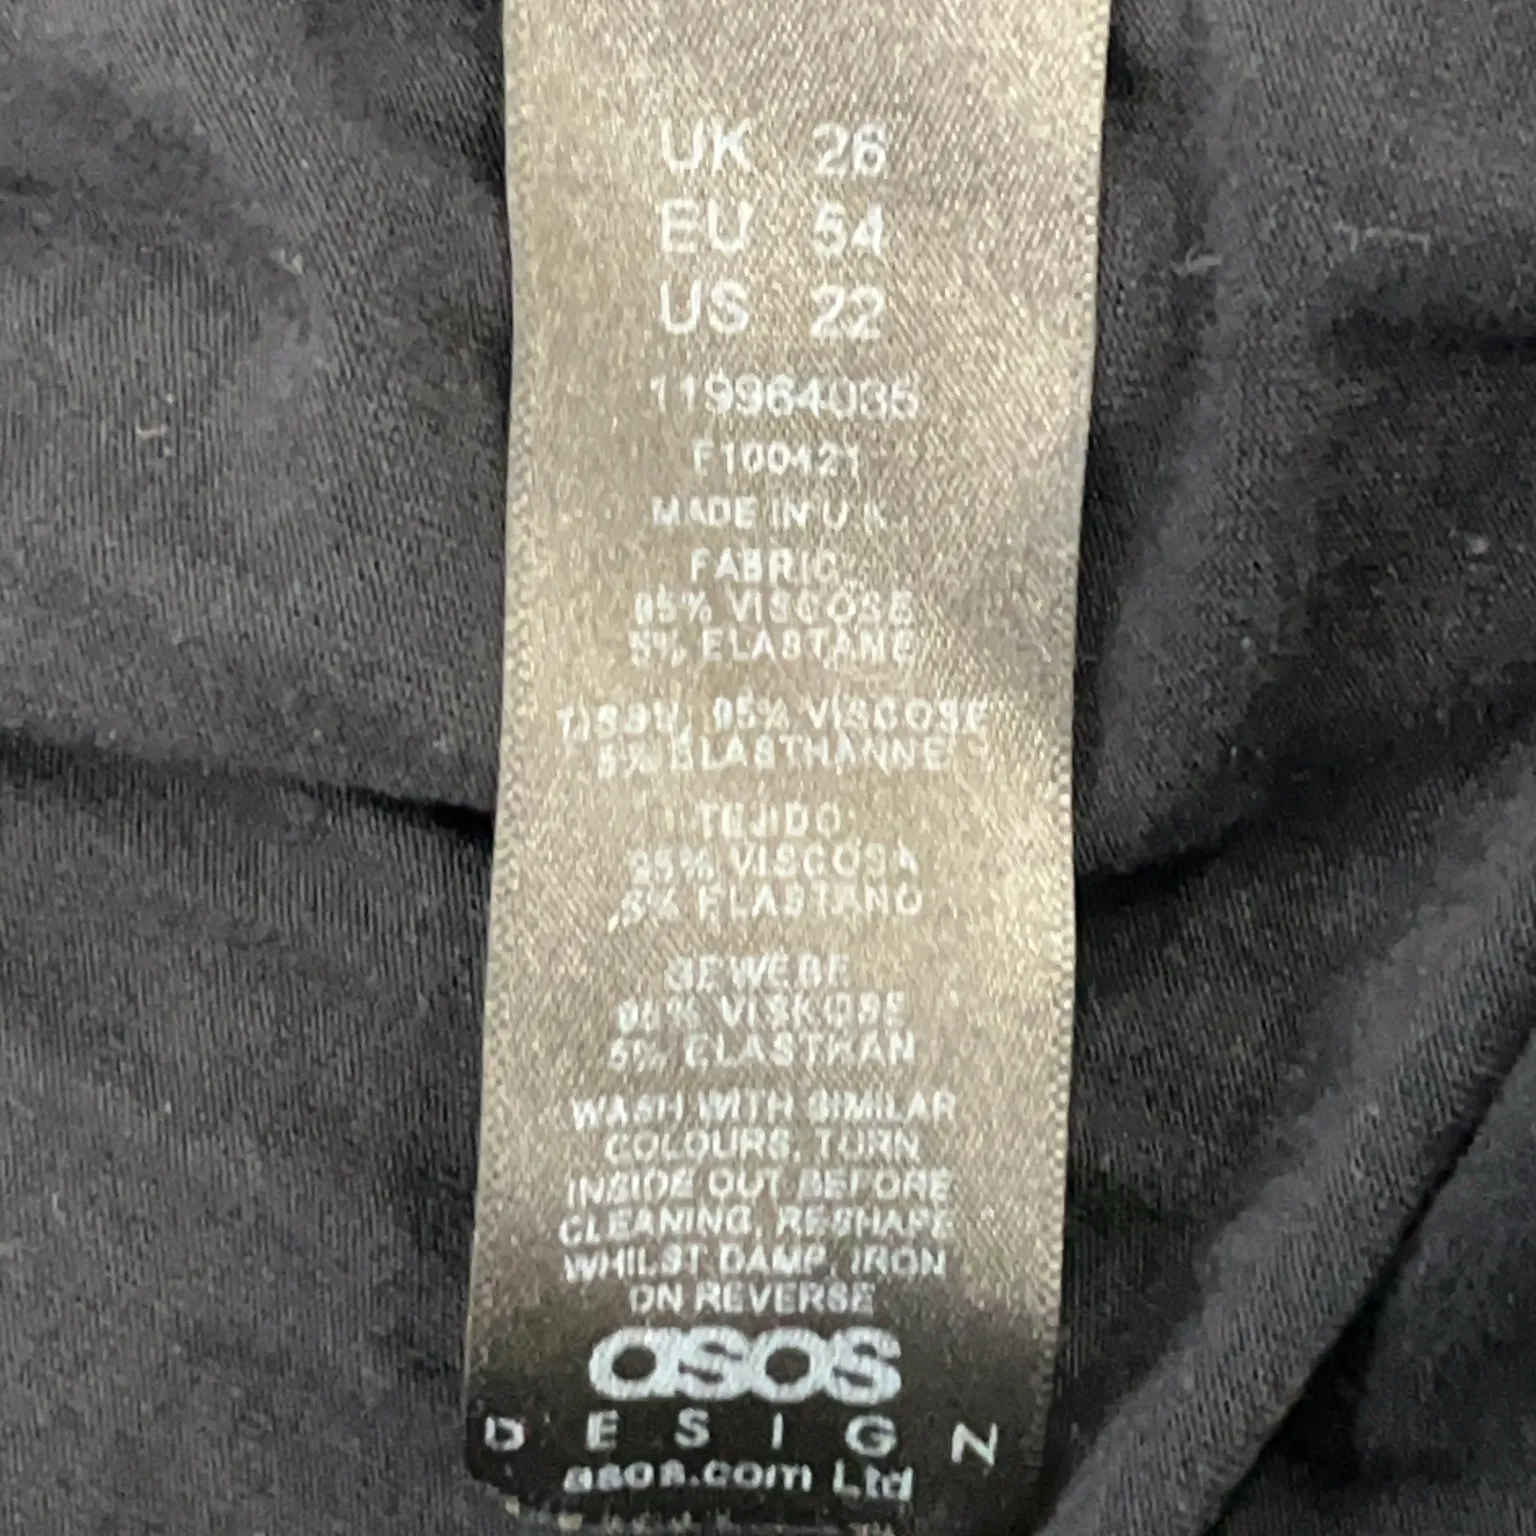 UK 26
EU 54
US 22
119964035
F100421
MADE IN U.K.
FABRIC:
95% VISCOSE
5% ELASTANE
TISSU: 95% VISCOSE
5% ELASTHANNE
TEJIDO:
95% VISCOSA
5% ELASTANO
GEWEBE
95% VISKOSE
5% ELASTHAN
WASH WITH SIMILAR
COLOURS, TURN
INSIDE OUT BEFORE
CLEANING, RESHAPE
WHILST DAMP, IRON
ON REVERSE
asos
DESIGN
asos.com Ltd